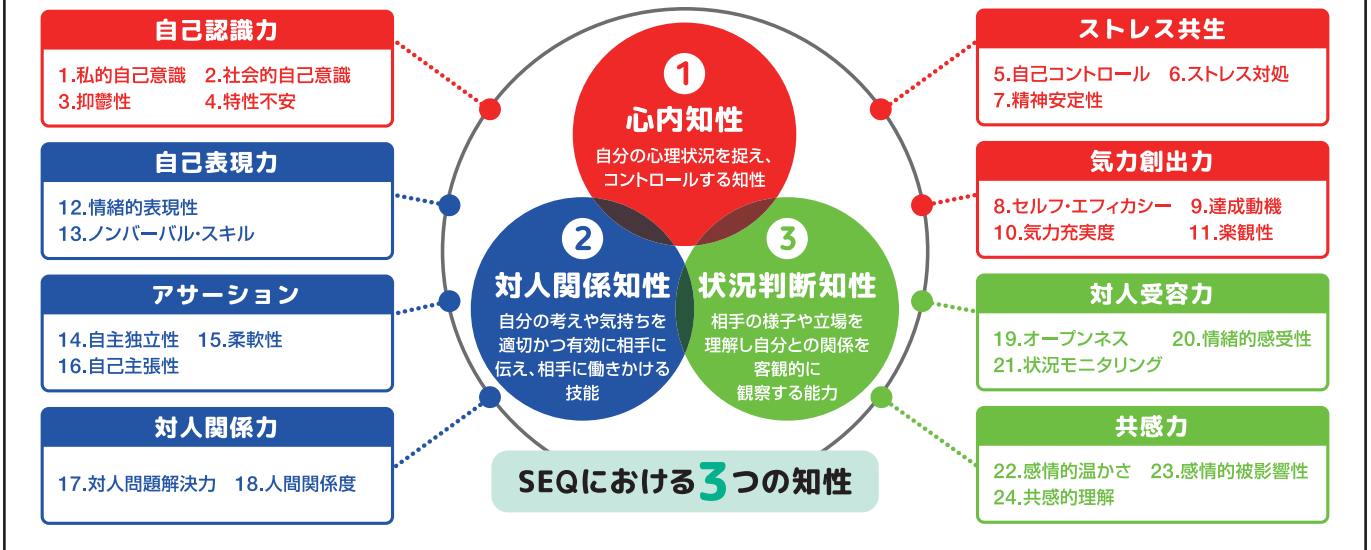 自己認識力
1.私的自己意識 2.社会的自己意識
3.抑鬱性 4.特性不安
自己表現力
12.情緒的表現性
13.ノンバーバル・スキル
アサーション
14.自主独立性 15.柔軟性
16.自己主張性
対人関係力
17.対人問題解決力 18.人間関係度
1
心内知性
自分の心理状況を捉え、
コントロールする知性
2
対人関係知性
自分の考えや気持ちを
適切かつ有効に相手に
伝え、相手に働きかける
技能
3
状況判断知性
相手の様子や立場を
理解し自分との関係を
客観的に
観察する能力
SEQにおける3つの知性
ストレス共生
5.自己コントロール 6.ストレス対処
7.精神安定性
気力創出力
8.セルフ・エフィカシー 9.達成動機
10.気力充実度 11.楽観性
対人受容力
19.オープンネス 20.情緒的感受性
21.状況モニタリング
共感力
22.感情的温かさ 23.感情的被影響性
24.共感的理解